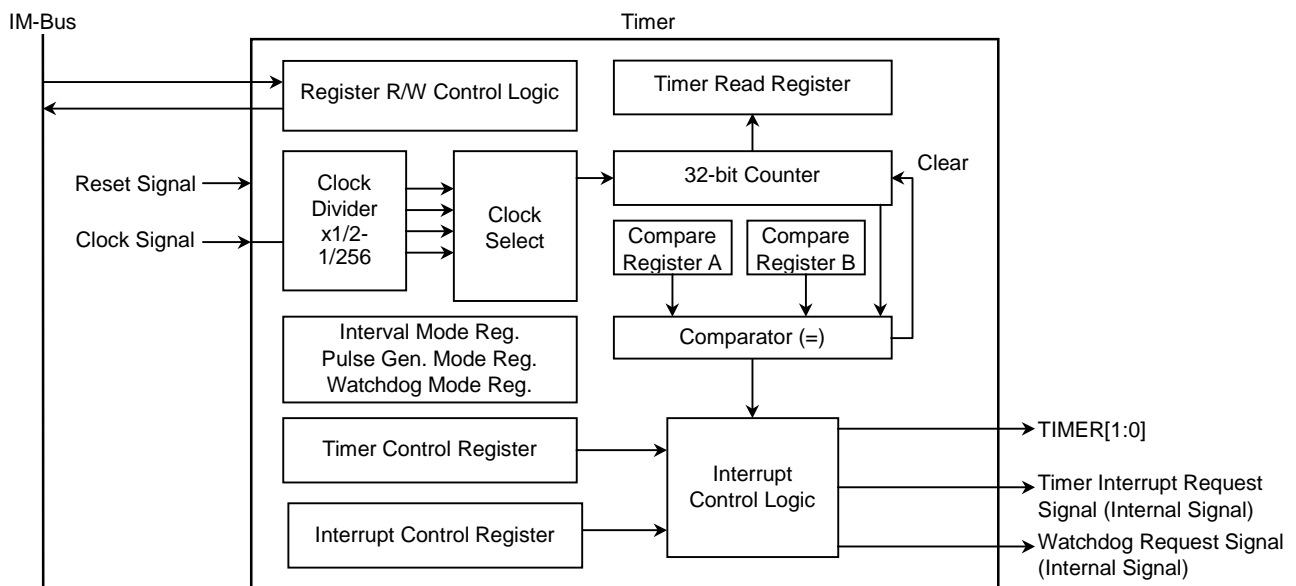 IM-Bus
Timer
Register R/W Control Logic
Timer Read Register
Reset Signal
Clock Signal
Clock
Divider
x1/2-
1/256
Clock
Select
32-bit Counter
Clear
Compare
Register A
Compare
Register B
Interval Mode Reg.
Pulse Gen. Mode Reg.
Watchdog Mode Reg.
Comparator (=)
Timer Control Register
Interrupt Control Register
Interrupt
Control Logic
TIMER[1:0]
Timer Interrupt Request
Signal (Internal Signal)
Watchdog Request Signal
(Internal Signal)